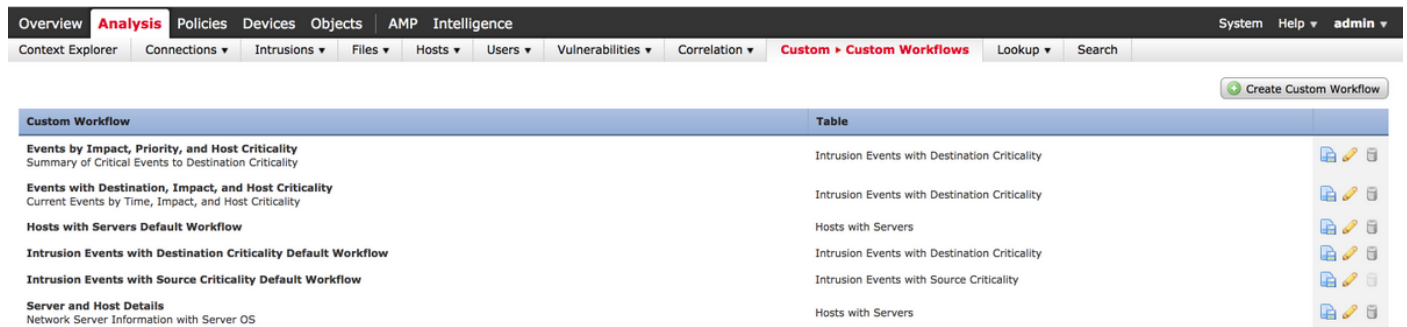 Overview Analysis Policies Devices Objects AMP Intelligence System Help ▾ admin ▾
Context Explorer Connections ▾ Intrusions ▾ Files ▾ Hosts ▾ Users ▾ Vulnerabilities ▾ Correlation ▾ Custom ▸ Custom Workflows Lookup ▾ Search
Create Custom Workflow
Custom Workflow Table
Events by Impact, Priority, and Host Criticality
Summary of Critical Events to Destination Criticality
Intrusion Events with Destination Criticality
Events with Destination, Impact, and Host Criticality
Current Events by Time, Impact, and Host Criticality
Intrusion Events with Destination Criticality
Hosts with Servers Default Workflow Hosts with Servers
Intrusion Events with Destination Criticality Default Workflow Intrusion Events with Destination Criticality
Intrusion Events with Source Criticality Default Workflow Intrusion Events with Source Criticality
Server and Host Details
Network Server Information with Server OS
Hosts with Servers